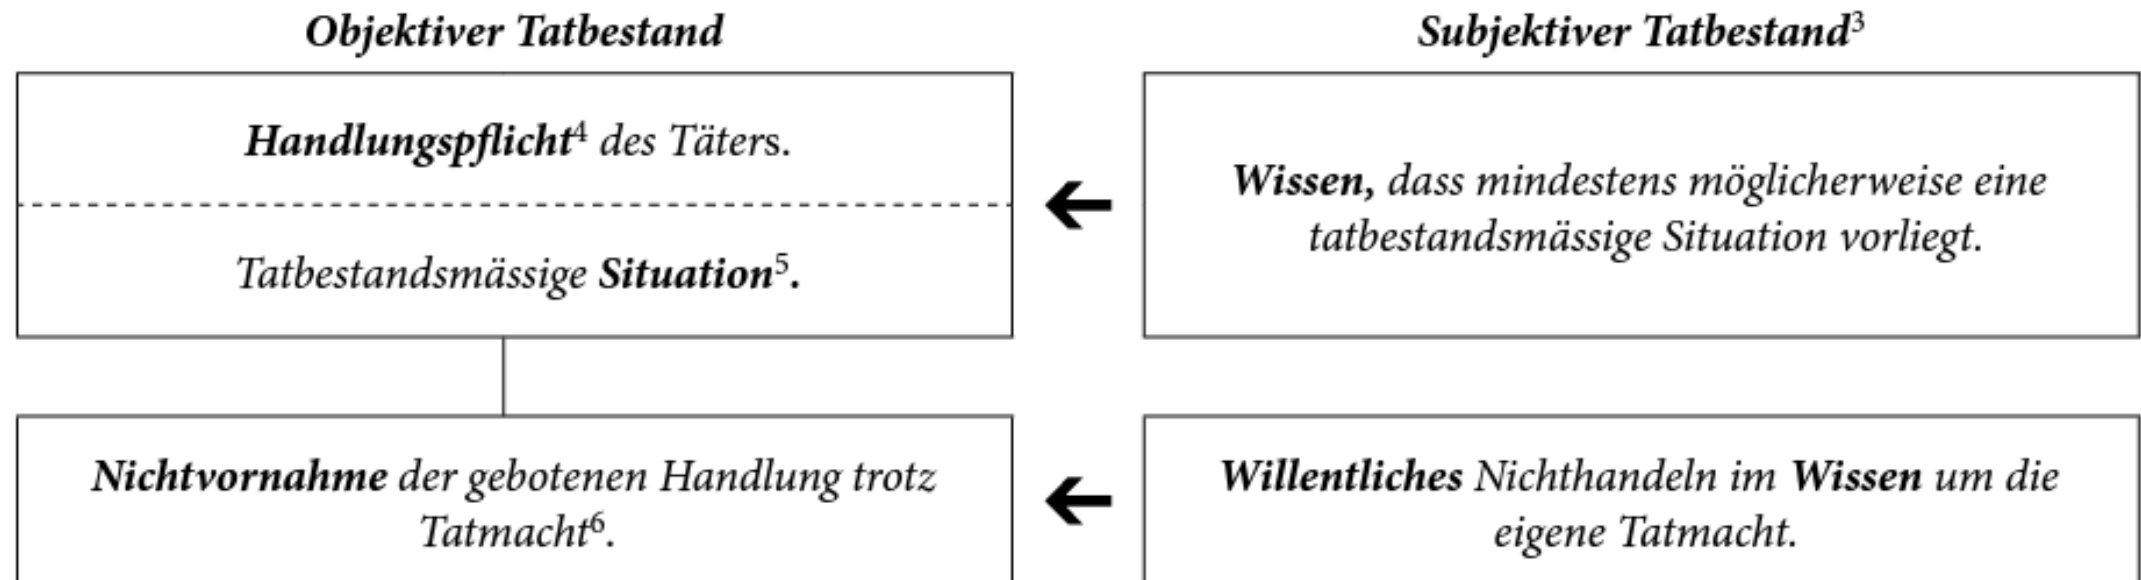 Objektiver Tatbestand
Subjektiver Tatbestand³
Handlungspflicht⁴ des Täters.
Tatbestandsmässige Situation⁵.
Wissen, dass mindestens möglicherweise eine
tatbestandsmässige Situation vorliegt.
Nichtvornahme der gebotenen Handlung trotz
Tatmacht⁶.
Willentliches Nichthandeln im Wissen um die
eigene Tatmacht.